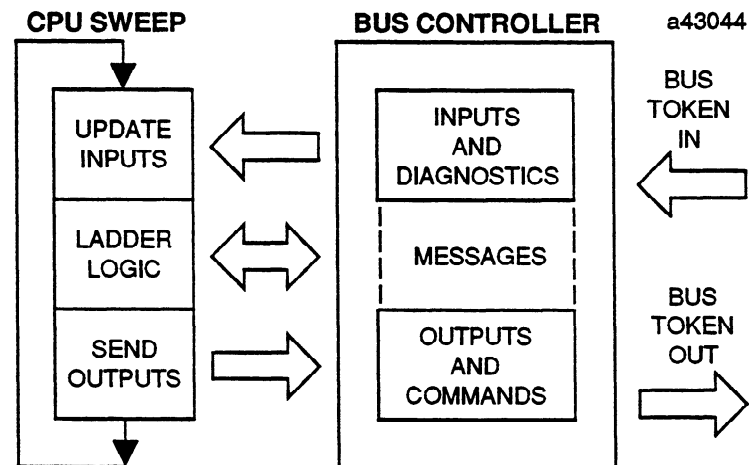 CPU SWEEP
BUS CONTROLLER
a43044
UPDATE
INPUTS
LADDER
LOGIC
SEND
OUTPUTS
INPUTS
AND
DIAGNOSTICS
MESSAGES
OUTPUTS
AND
COMMANDS
BUS
TOKEN
IN
BUS
TOKEN
OUT